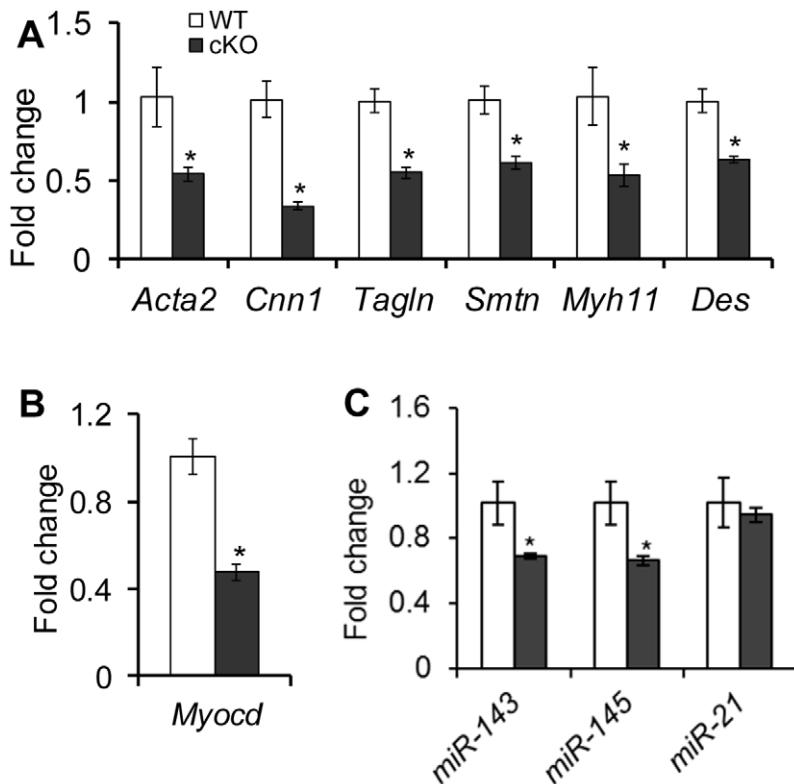 A
WT
cKO
Fold change
1.5
1
0.5
0
*
*
*
*
*
*
Acta2 Cnn1 Tagln Smtn Myh11 Des
B
Fold change
1.2
0.8
0.4
0
*
Myocd
C
Fold change
1.6
1.2
0.8
0.4
0
*
*
miR-143 miR-145 miR-21